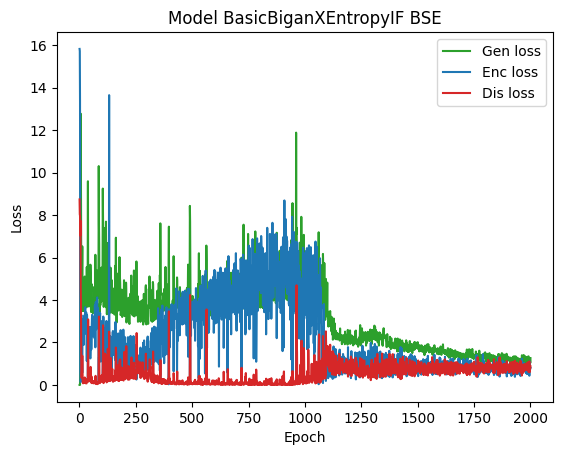 Model BasicBiganXEntropyIF BSE
Gen loss
Enc loss
Dis loss
Loss
16
14
12
10
8
6
4
2
0
0 250 500 750 1000 1250 1500 1750 2000
Epoch